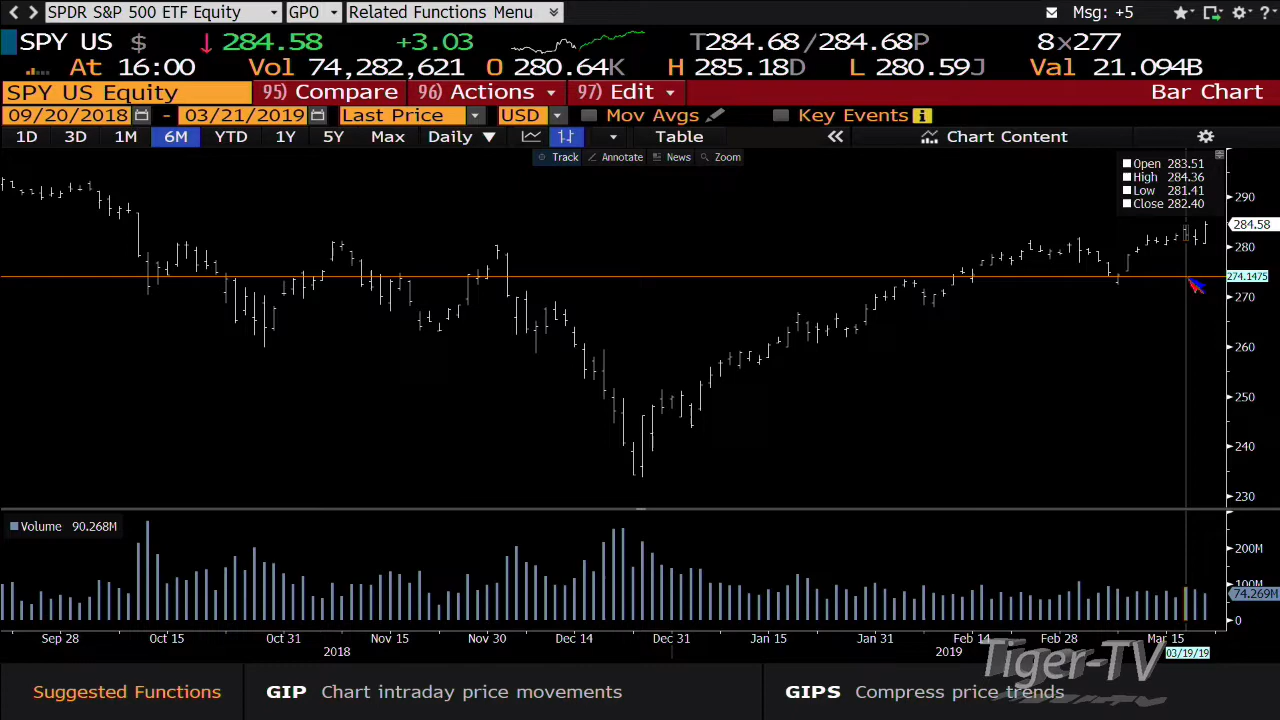 SPDR S&P 500 ETF Equity GPO Related Functions Menu Msg: +5 ?
SPY US $ ↓ 284.58 +3.03 T284.68/284.68P 8x277
At 16:00 Vol 74,282,621 O 280.64K H 285.18D L 280.59J Val 21.094B
SPY US Equity 95) Compare 96) Actions 97) Edit Bar Chart
09/20/2018 - 03/21/2019 Last Price USD Mov Avgs Key Events i
1D 3D 1M 6M YTD 1Y 5Y Max Daily ▼ Table « Chart Content
Track Annotate News Zoom
Open 283.51
High 284.36
Low 281.41
Close 282.40
290
284.58
280
274.1475
270
260
250
240
230
Volume 90.268M
200M
100M
74.269M
0
Sep 28 Oct 15 Oct 31 Nov 15 Nov 30 Dec 14 Dec 31 Jan 15 Jan 31 Feb 14 Feb 28 Mar 15
2018 2019 03/19/19
Tiger-TV
Suggested Functions GIP Chart intraday price movements GIPS Compress price trends